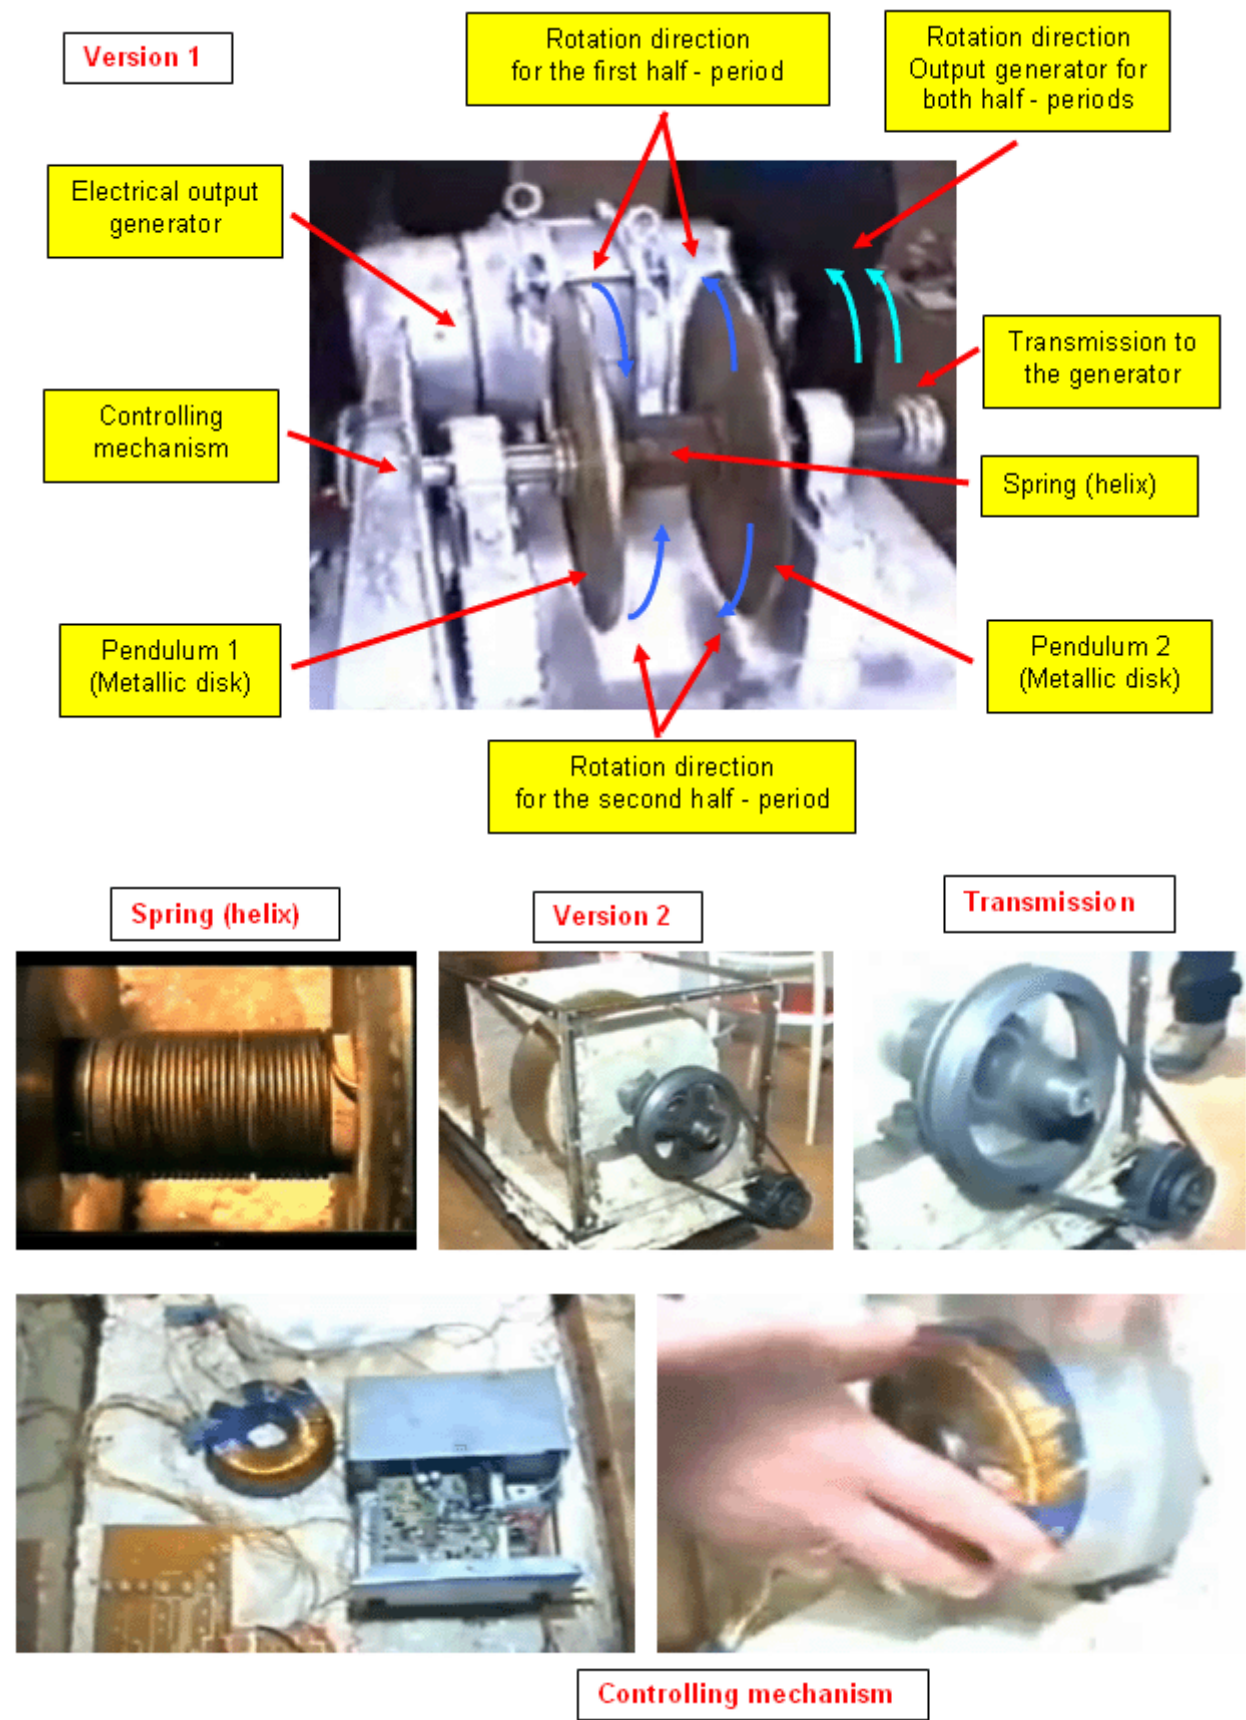 Version 1
Rotation direction
for the first half - period
Rotation direction
Output generator for
both half - periods
Electrical output
generator
Transmission to
the generator
Controlling
mechanism
Spring (helix)
Pendulum 1
(Metallic disk)
Pendulum 2
(Metallic disk)
Rotation direction
for the second half - period
Spring (helix)
Version 2
Transmission
Controlling mechanism